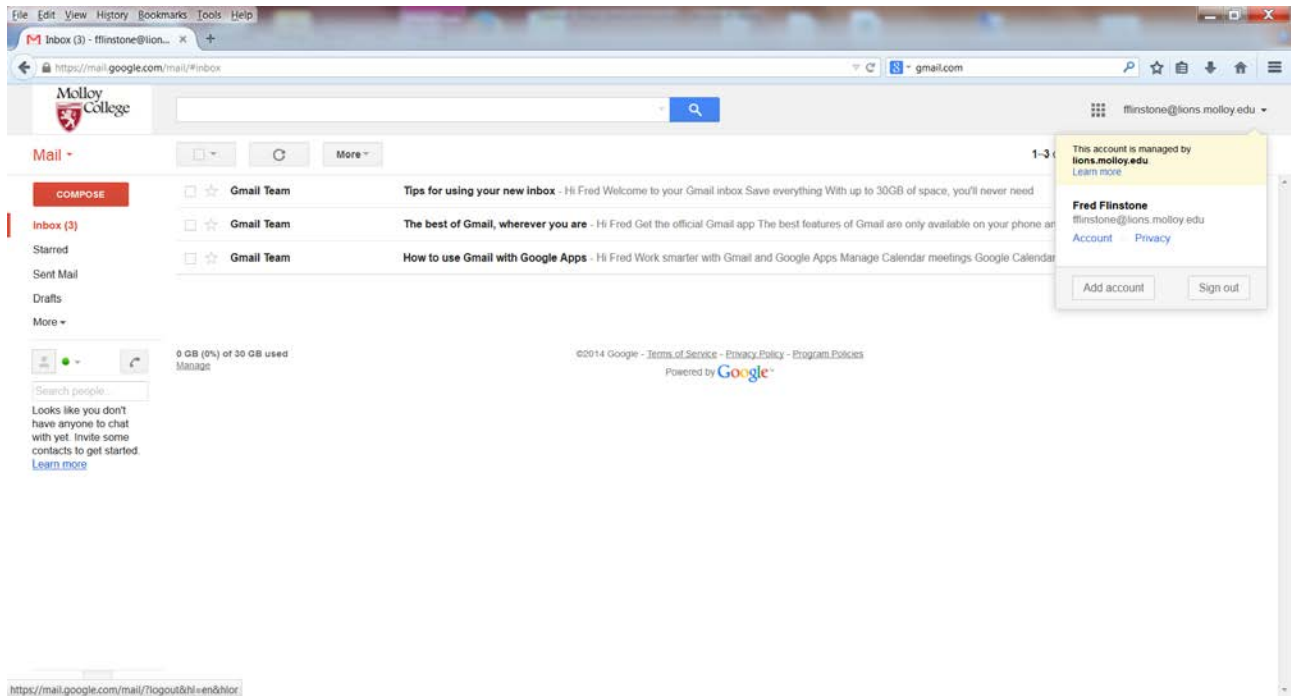 File Edit View History Bookmarks Tools Help
Inbox (3) - fflinstone@lion... × +
https://mail.google.com/mail/#inbox
gmail.com
Molloy
College
fflinstone@lions.molloy.edu
Mail
More
1–3
This account is managed by
lions.molloy.edu
Learn more
Fred Flinstone
fflinstone@lions.molloy.edu
Account Privacy
Add account Sign out
COMPOSE
Inbox (3)
Starred
Sent Mail
Drafts
More
Gmail Team Tips for using your new inbox - Hi Fred Welcome to your Gmail inbox Save everything With up to 30GB of space, you'll never need
Gmail Team The best of Gmail, wherever you are - Hi Fred Get the official Gmail app The best features of Gmail are only available on your phone
Gmail Team How to use Gmail with Google Apps - Hi Fred Work smarter with Gmail and Google Apps Manage Calendar meetings Google Calendar
Search people...
Looks like you don't
have anyone to chat
with yet. Invite some
contacts to get started.
Learn more
0 GB (0%) of 30 GB used
Manage
©2014 Google - Terms of Service - Privacy Policy - Program Policies
Powered by Google™
https://mail.google.com/mail/?logout&hl=en&hlor